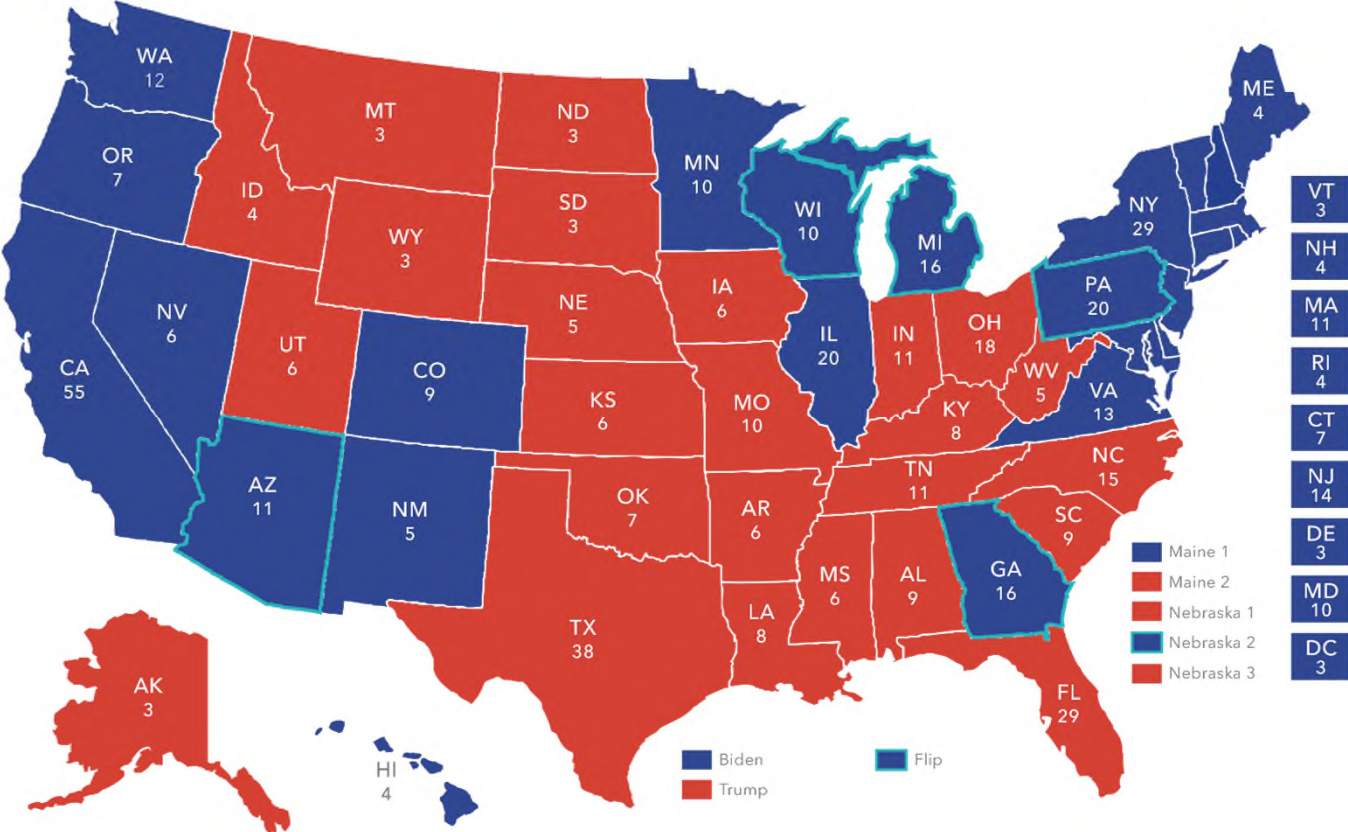 WA
12
OR
7
CA
55
NV
6
ID
4
MT
3
WY
3
UT
6
CO
9
AZ
11
NM
5
ND
3
SD
3
NE
5
KS
6
OK
7
TX
38
MN
10
IA
6
MO
10
AR
6
LA
8
WI
10
IL
20
MI
16
IN
11
OH
18
KY
8
TN
11
MS
6
AL
9
GA
16
FL
29
SC
9
NC
15
VA
13
WV
5
PA
20
NY
29
ME
4
VT
3
NH
4
MA
11
RI
4
CT
7
NJ
14
DE
3
MD
10
DC
3
AK
3
HI
4
Maine 1
Maine 2
Nebraska 1
Nebraska 2
Nebraska 3
Biden
Trump
Flip